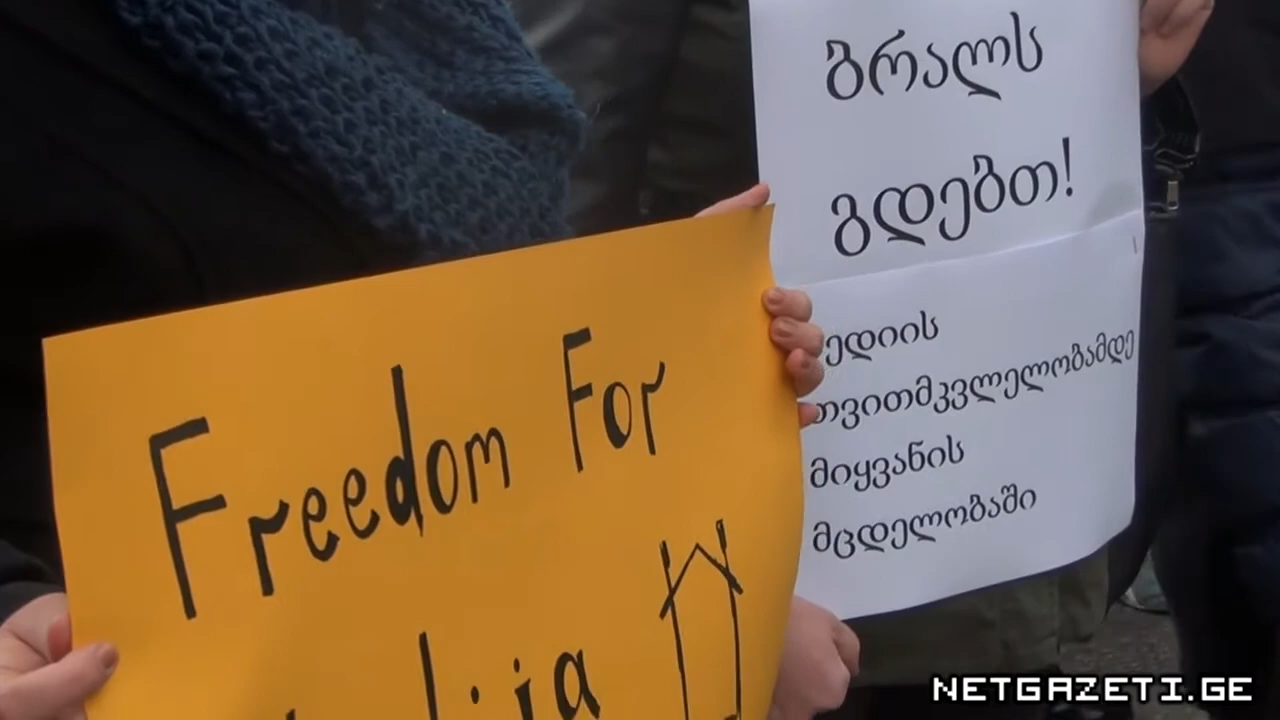 Freedom For
ბრალს
გდებთ!
ედიის
თვითმკვლელობამდე
მიყვანის
მცდელობაში
NETGAZETI.GE